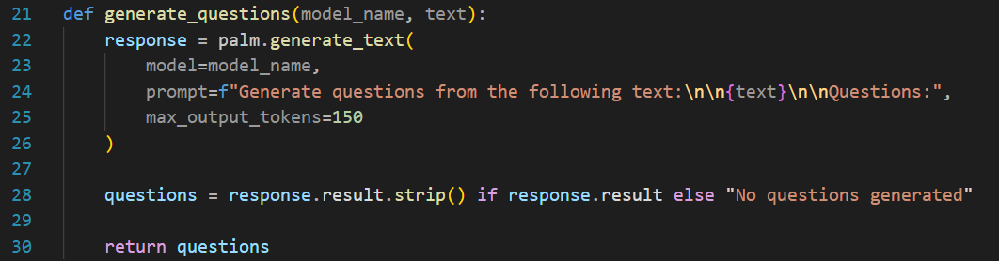 21 def generate_questions(model_name, text):
22     response = palm.generate_text(
23         model=model_name,
24         prompt=f"Generate questions from the following text:\n\n{text}\n\nQuestions:",
25         max_output_tokens=150
26     )
27
28     questions = response.result.strip() if response.result else "No questions generated"
29
30     return questions